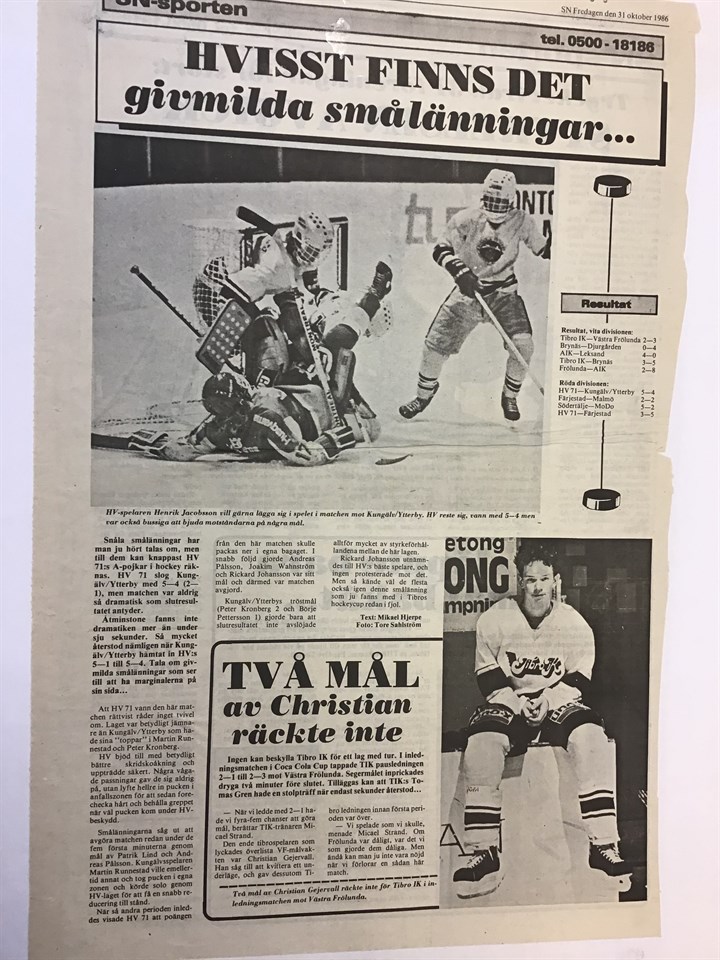 SN-sporten
SN Fredagen den 31 oktober 1986
tel. 0500 - 18186
HVISST FINNS DET
givmilda smålänningar...
Resultat
Resultat, vita divisionen:
Tibro IK—Västra Frölunda 2—3
Brynäs—Djurgården 0—4
AIK—Leksand 4—0
Tibro IK—Brynäs 3—5
Frölunda—AIK 2—8
Röda divisionen:
HV 71—Kungälv/Ytterby 5—4
Färjestad—Malmö 2—2
Södertälje—MoDo 5—2
HV 71—Färjestad 3—5
HV-spelaren Henrik Jacobsson vill gärna lägga sig i spelet i matchen mot Kungälv/Ytterby. HV reste sig, vann med 5—4 men
var också bussiga att bjuda motståndarna på några mål.
Snåla smålänningar har
man ju hört talas om, men
till dem kan knappast HV
71:s A-pojkar i hockey räk-
nas. HV 71 slog Kung-
älv/Ytterby med 5—4 (2—
1), men matchen var aldrig
så dramatisk som slutresul-
tatet antyder.
Åtminstone fanns inte
dramatiken mer än under
sju sekunder. Så mycket
återstod nämligen när Kung-
älv/Ytterby hämtat in HV:s
5—1 till 5—4. Tala om giv-
milda smålänningar som ser
till att ha marginalerna på
sin sida...
Att HV 71 vann den här mat-
chen rättvist råder inget tvivel
om. Laget var betydligt jämna-
re än Kungälv/Ytterby som ha-
de sina "toppar" i Martin Run-
nestad och Peter Kronberg.
HV bjöd till med betydligt
bättre skridskoåkning och
uppträdde säkert. Några våga-
de passningar gav de sig aldrig
på, utan lyfte hellre in pucken i
anfallszonen för att sedan fore-
checka hårt och behålla greppet
när väl pucken kom under HV-
beskydd.
Smålänningarna såg ut att
avgöra matchen redan under de
fem första minuterna genom
mål av Patrik Lind och And-
reas Pålsson. Kungälvsspelaren
Martin Runnestad ville emeller-
tid annat och tog pucken i egna
zonen och körde solo genom
HV-laget för att få en snabb re-
ducering till stånd.
När så andra perioden inled-
des visade HV 71 att poängen
från den här matchen skulle
packas ner i egna bagaget. I
snabb följd gjorde Andreas
Pålsson, Joakim Wahnström
och Rickard Johansson var sitt
mål och därmed var matchen
avgjord.
Kungälv/Ytterbys tröstmål
(Peter Kronberg 2 och Börje
Pettersson 1) gjorde bara att
slutresultatet inte avslöjade
alltför mycket av styrkeförhål-
landena mellan de här lagen.
Rickard Johansson utnämn-
des till HV:s bäste spelare, och
ingen protesterade mot det.
Men så kände väl de flesta
också igen denne smålänning
som ju fanns med i Tibros
hockeycup redan i fjol.
Text: Mikael Hjerpe
Foto: Tore Sahlström
TVÅ MÅL
av Christian
räckte inte
Ingen kan beskylla Tibro IK för ett lag med tur. I inled-
ningsmatchen i Coca Cola Cup tappade TIK pausledningen
2—1 till 2—3 mot Västra Frölunda. Segermålet inprickades
dryga två minuter före slutet. Tilläggas kan att TIK:s To-
mas Gren hade en stolpträff när endast sekunder återstod...
— När vi ledde med 2—1 ha-
de vi fyra-fem chanser att göra
mål, berättar TIK-tränaren Mi-
cael Strand.
Den ende tibrospelaren som
lyckades överlista VF-målvak-
ten var Christian Gejervall.
Han såg till att kvittera ett un-
derläge, och gav dessutom Ti-
bro ledningen innan första peri-
oden var över.
— Vi spelade som vi skulle,
menade Micael Strand. Om
Frölunda var dåligt, var det vi
som gjorde dem dåliga. Men
ändå kan man ju inte vara nöjd
när vi förlorar en sådan här
match.
Två mål av Christian Gejervall räckte inte för Tibro IK i in-
ledningsmatchen mot Västra Frölunda.
etong
ONG
mpnin
Tibro IK